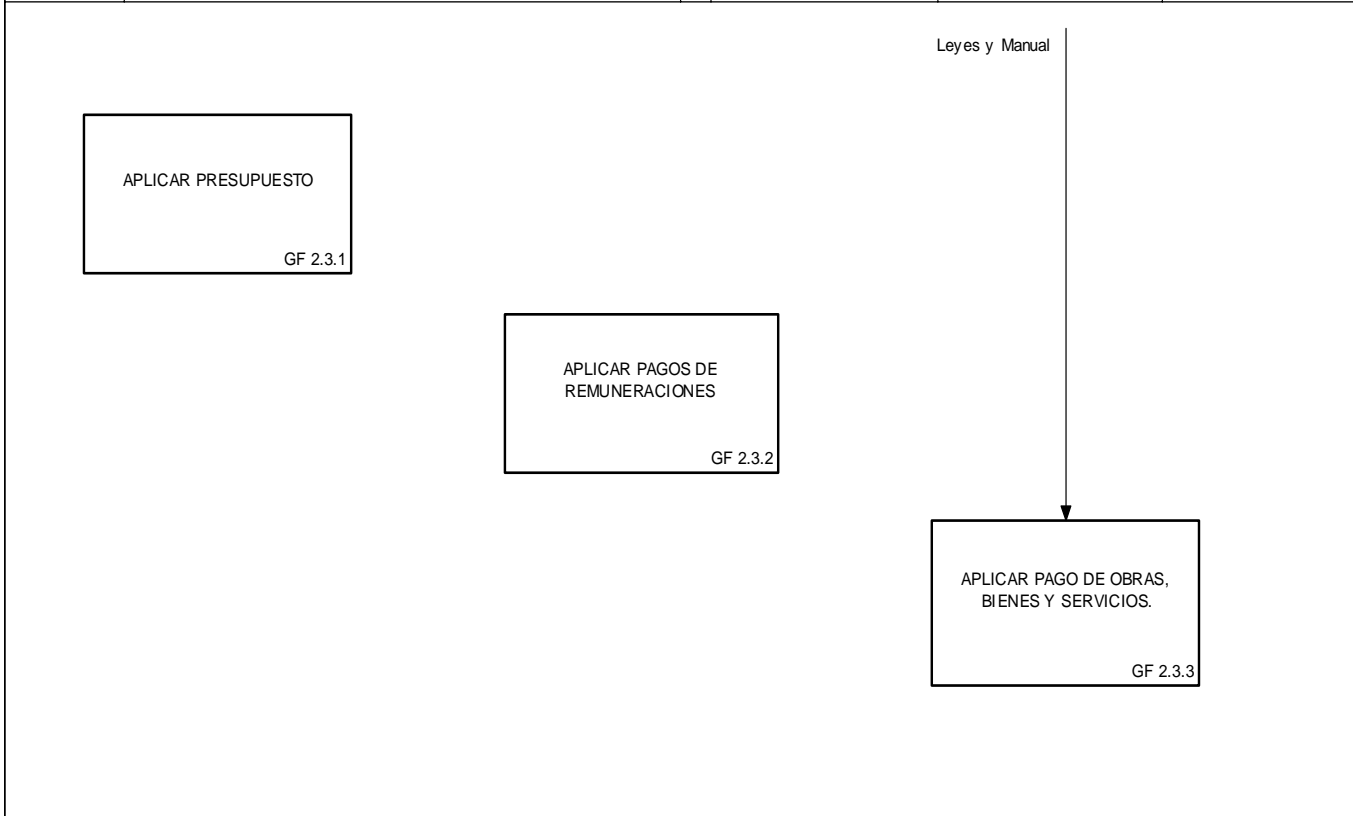 Leyes y Manual
APLICAR PRESUPUESTO
GF 2.3.1
APLICAR PAGOS DE
REMUNERACIONES
GF 2.3.2
APLICAR PAGO DE OBRAS,
BIENES Y SERVICIOS.
GF 2.3.3